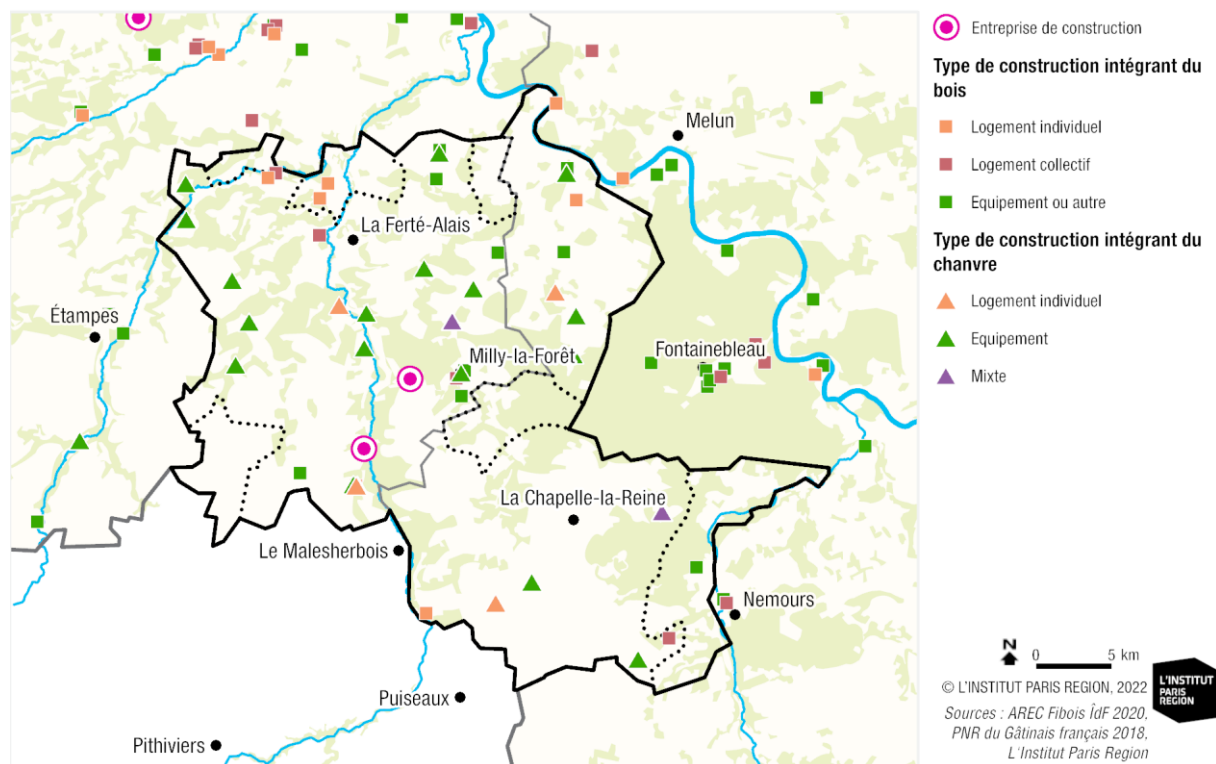 Melun
La Ferté-Alais
Étampes
Milly-la-Forêt
Fontainebleau
La Chapelle-la-Reine
Le Malesherbois
Nemours
Puiseaux
Pithiviers
Entreprise de construction
Type de construction intégrant du
bois
Logement individuel
Logement collectif
Equipement ou autre
Type de construction intégrant du
chanvre
Logement individuel
Equipement
Mixte
N
0 5 km
© L'INSTITUT PARIS REGION, 2022
Sources : AREC Fibois ÎdF 2020,
PNR du Gâtinais français 2018,
L'Institut Paris Region
L'INSTITUT
PARIS
REGION